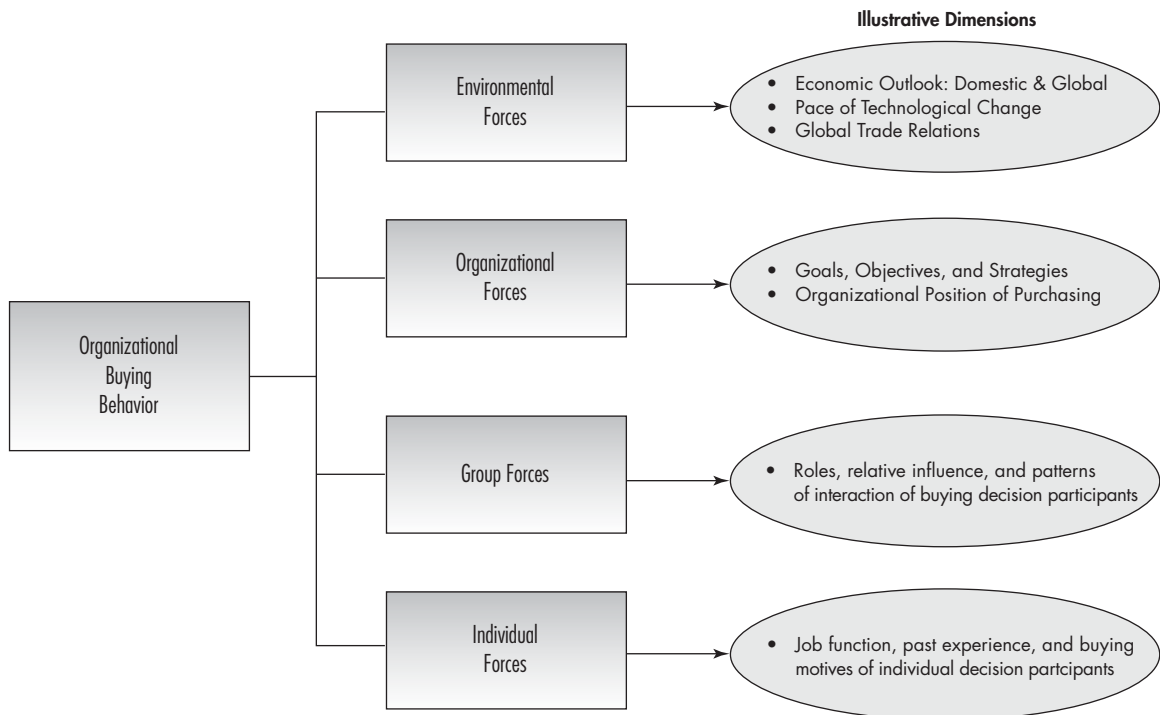 Illustrative Dimensions
Environmental
Forces
• Economic Outlook: Domestic & Global
• Pace of Technological Change
• Global Trade Relations
Organizational
Forces
• Goals, Objectives, and Strategies
• Organizational Position of Purchasing
Organizational
Buying
Behavior
Group Forces
• Roles, relative influence, and patterns
of interaction of buying decision participants
Individual
Forces
• Job function, past experience, and buying
motives of individual decision partcipants